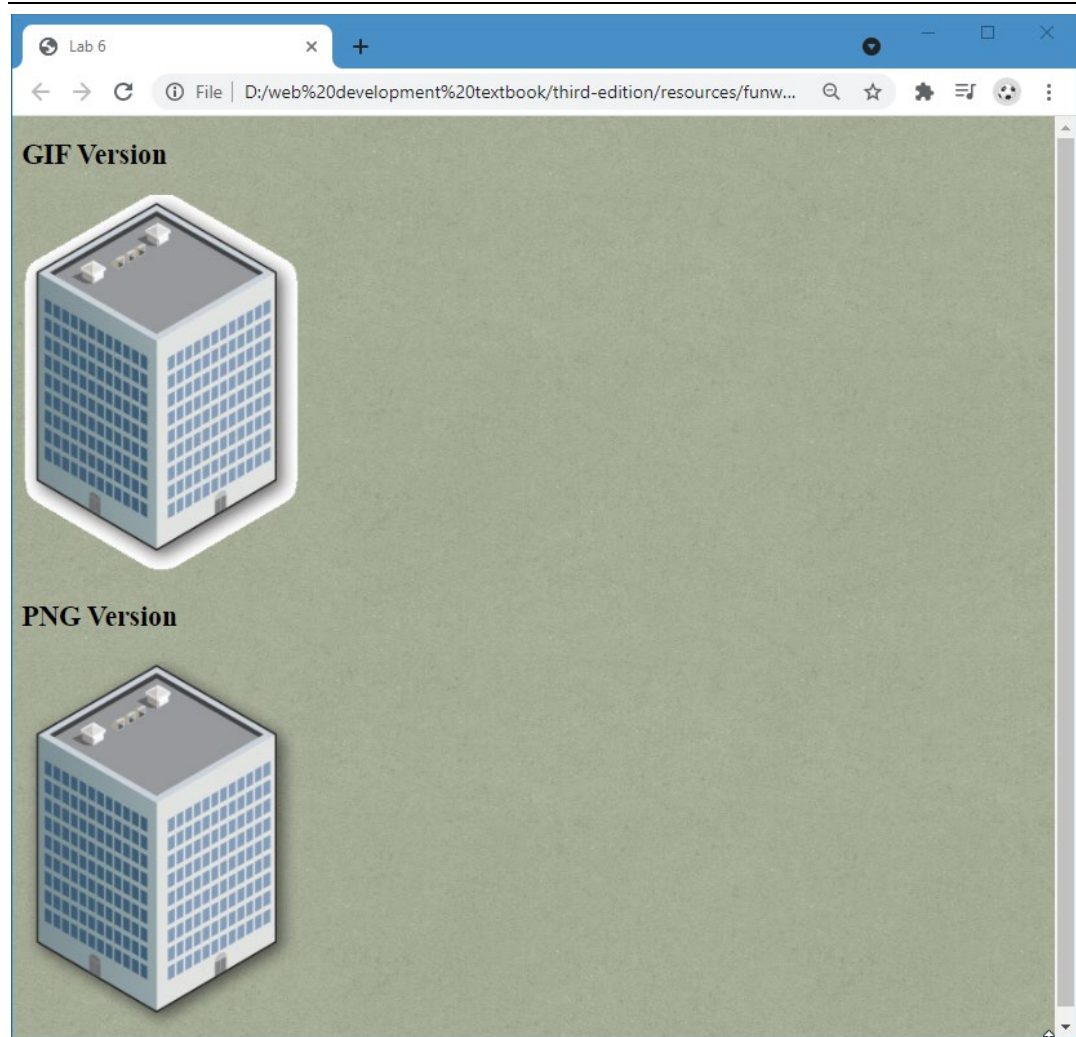 Lab 6
File | D:/web%20development%20textbook/third-edition/resources/funw...
GIF Version
PNG Version